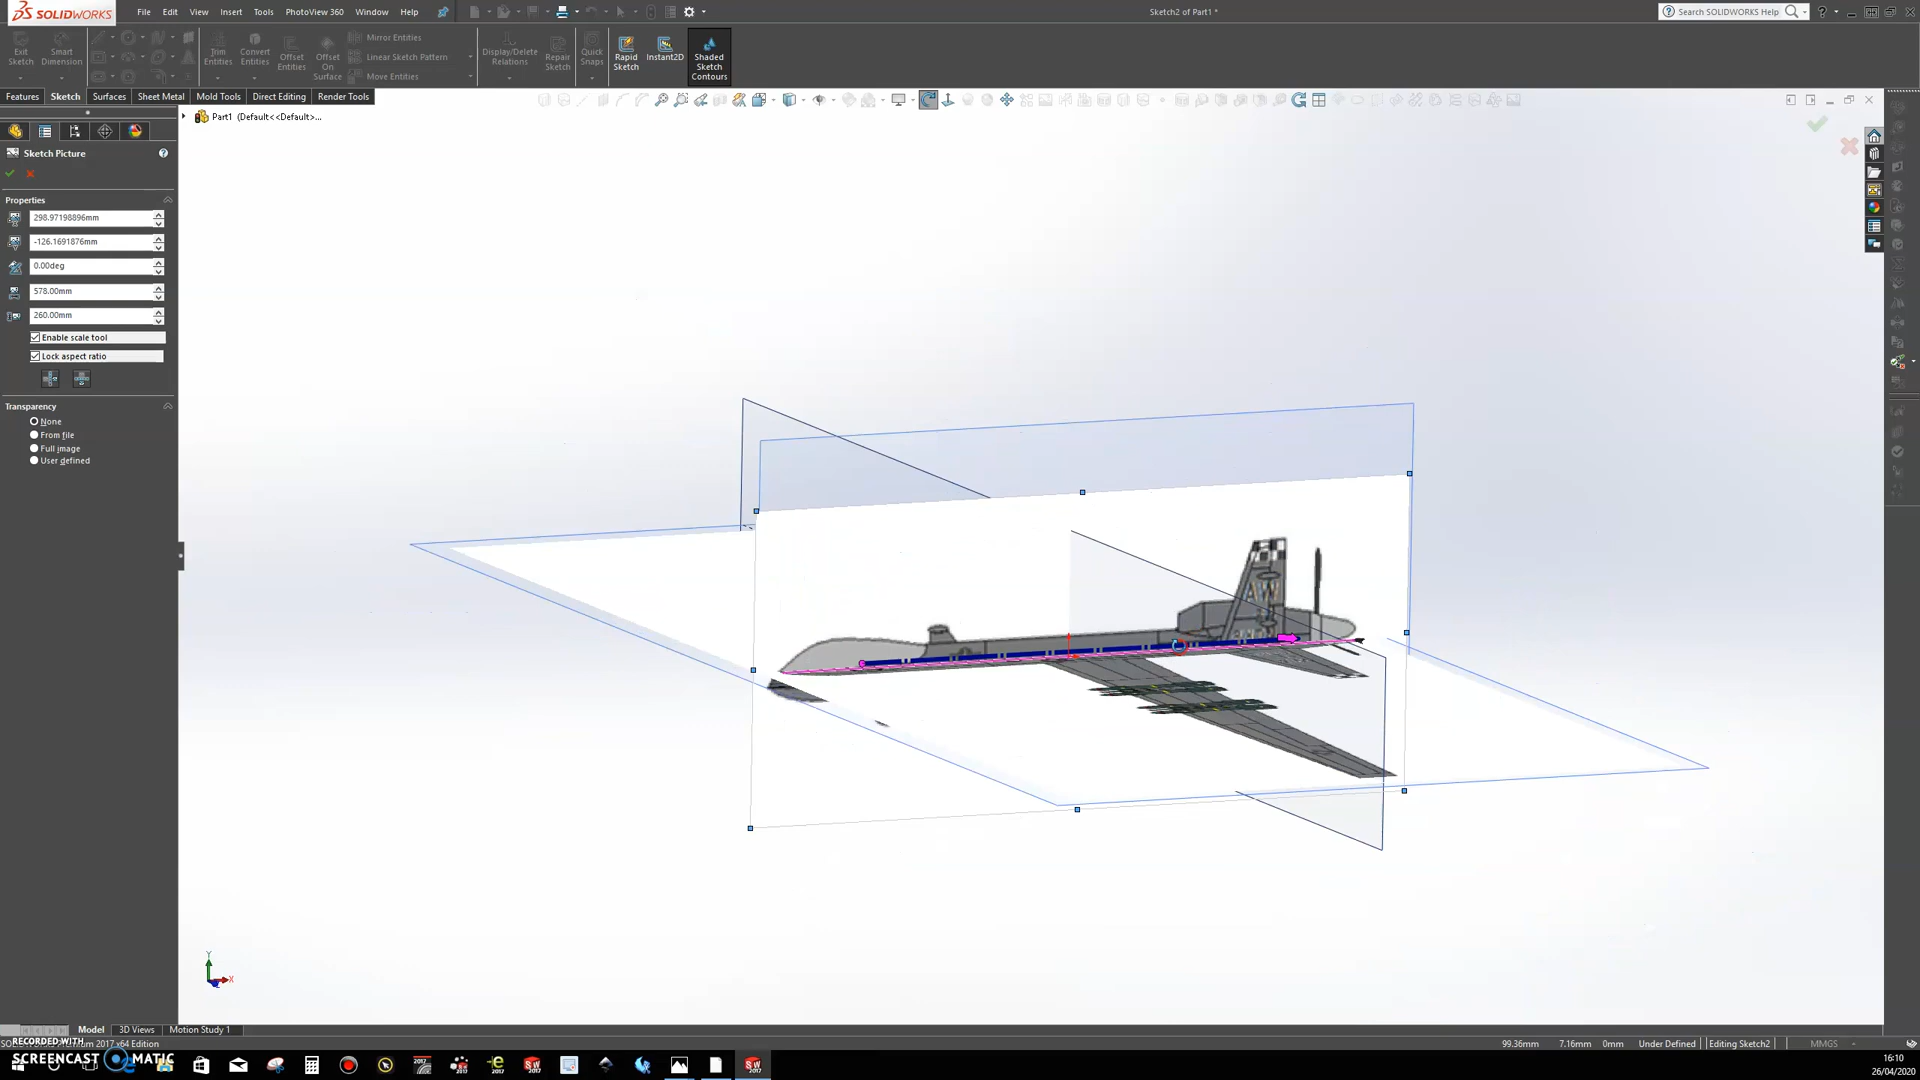 SOLIDWORKS File Edit View Insert Tools PhotoView 360 Window Help Sketch2 of Part1 * Search SOLIDWORKS Help
Exit Sketch
Smart Dimension
Trim Entities
Convert Entities
Offset Entities
Offset On Surface
Mirror Entities
Linear Sketch Pattern
Move Entities
Display/Delete Relations
Repair Sketch
Quick Snaps
Rapid Sketch
Instant2D
Shaded Sketch Contours
Features Sketch Surfaces Sheet Metal Mold Tools Direct Editing Render Tools
Part1 (Default<<Default>...
Sketch Picture
Properties
298.97198896mm
-126.1691876mm
0.00deg
578.00mm
260.00mm
Enable scale tool
Lock aspect ratio
Transparency
None
From file
Full image
User defined
Y
X
Model 3D Views Motion Study 1
RECORDED WITH
SOLIDWORKS Premium 2017 x64 Edition
99.36mm 7.16mm 0mm Under Defined Editing Sketch2 MMGS
SCREENCAST MATIC
16:10
26/04/2020